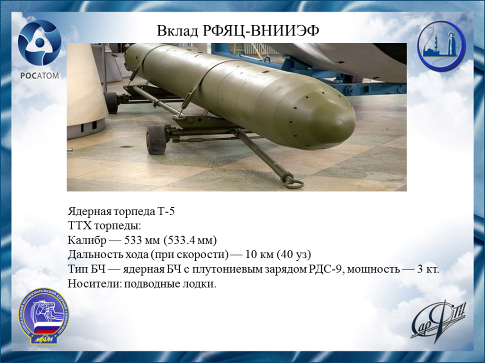 Вклад РФЯЦ-ВНИИЭФ
РОСАТОМ
Ядерная торпеда Т-5
ТТХ торпеды:
Калибр — 533 мм (533.4 мм)
Дальность хода (при скорости) — 10 км (40 уз)
Тип БЧ — ядерная БЧ с плутониевым зарядом РДС-9, мощность — 3 кт.
Носители: подводные лодки.
СарФТИ